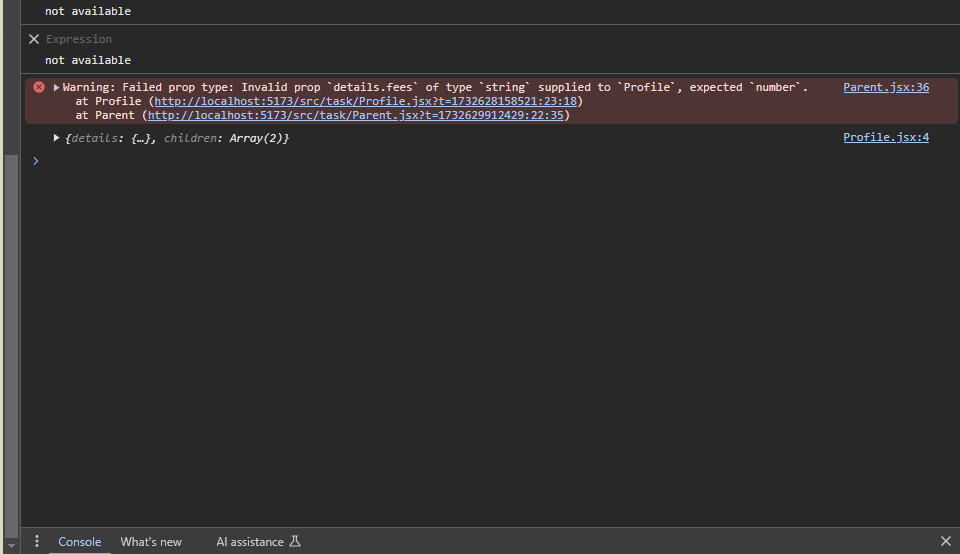 not available
Expression
not available
Warning: Failed prop type: Invalid prop `details.fees` of type `string` supplied to `Profile`, expected `number`. Parent.jsx:36
at Profile (http://localhost:5173/src/task/Profile.jsx?t=1732628158521:23:18)
at Parent (http://localhost:5173/src/task/Parent.jsx?t=1732629912429:22:35)
{details: {…}, children: Array(2)} Profile.jsx:4
Console What's new AI assistance